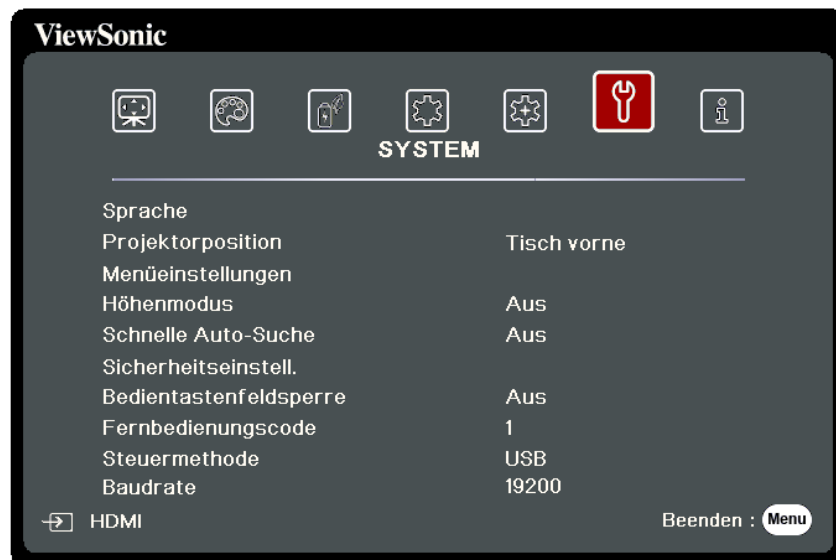 ViewSonic
SYSTEM
Sprache
Projektorposition Tisch vorne
Menüeinstellungen
Höhenmodus Aus
Schnelle Auto-Suche Aus
Sicherheitseinstell.
Bedientastenfeldsperre Aus
Fernbedienungscode 1
Steuermethode USB
Baudrate 19200
HDMI Beenden : Menu